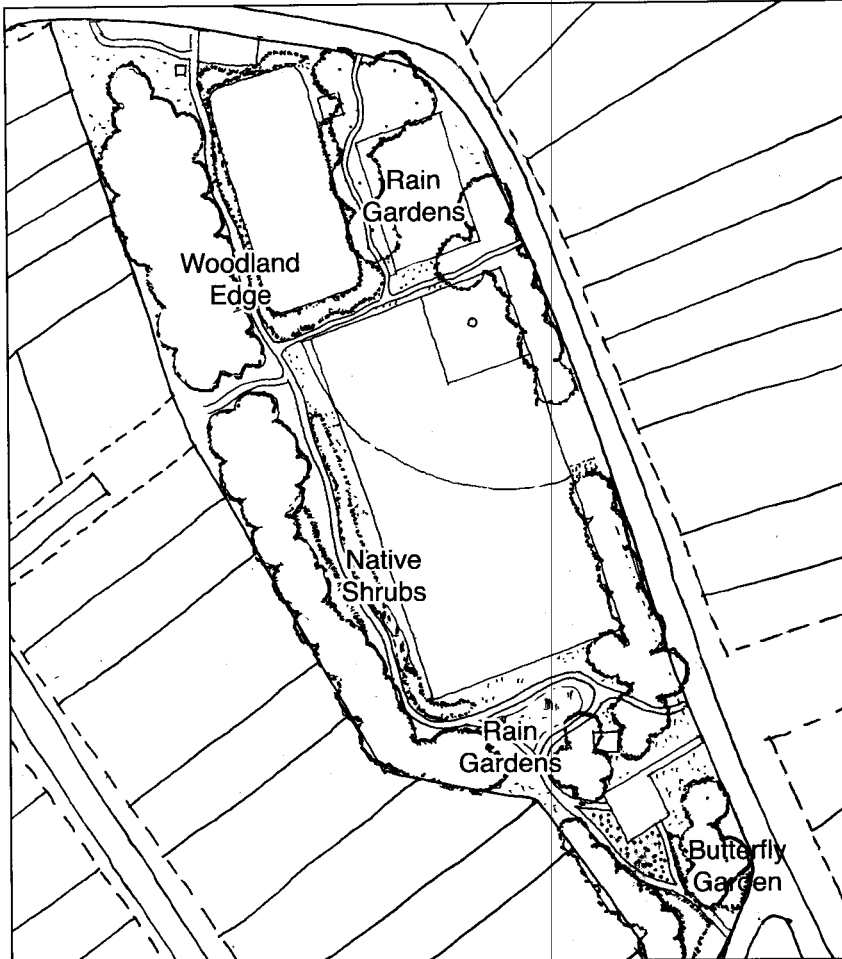 Rain
Gardens
Woodland
Edge
Native
Shrubs
Rain
Gardens
Butterfly
Garden